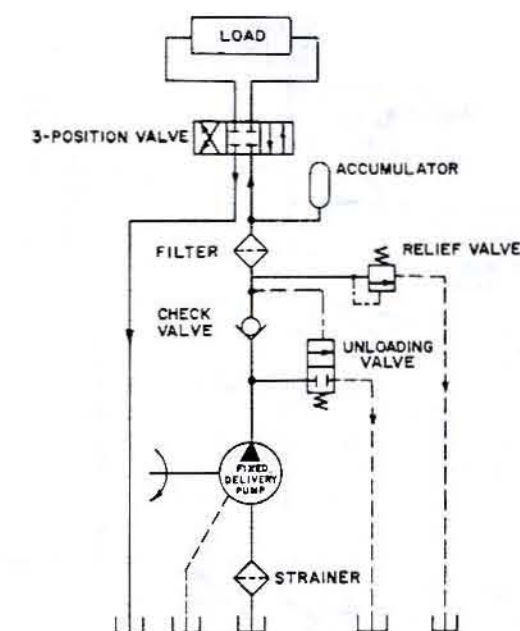 LOAD
3-POSITION VALVE
ACCUMULATOR
FILTER
RELIEF VALVE
CHECK
VALVE
UNLOADING
VALVE
FIXED
DELIVERY
PUMP
STRAINER